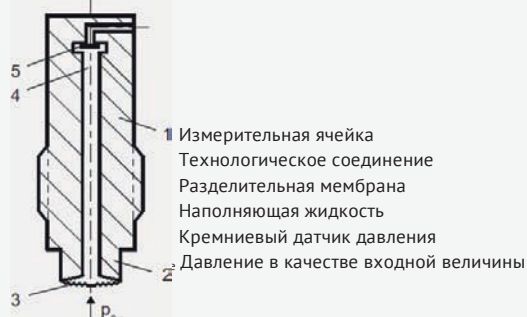 5
4
1 Измерительная ячейка
Технологическое соединение
Разделительная мембрана
Наполняющая жидкость
Кремниевый датчик давления
2 Давление в качестве входной величины
3